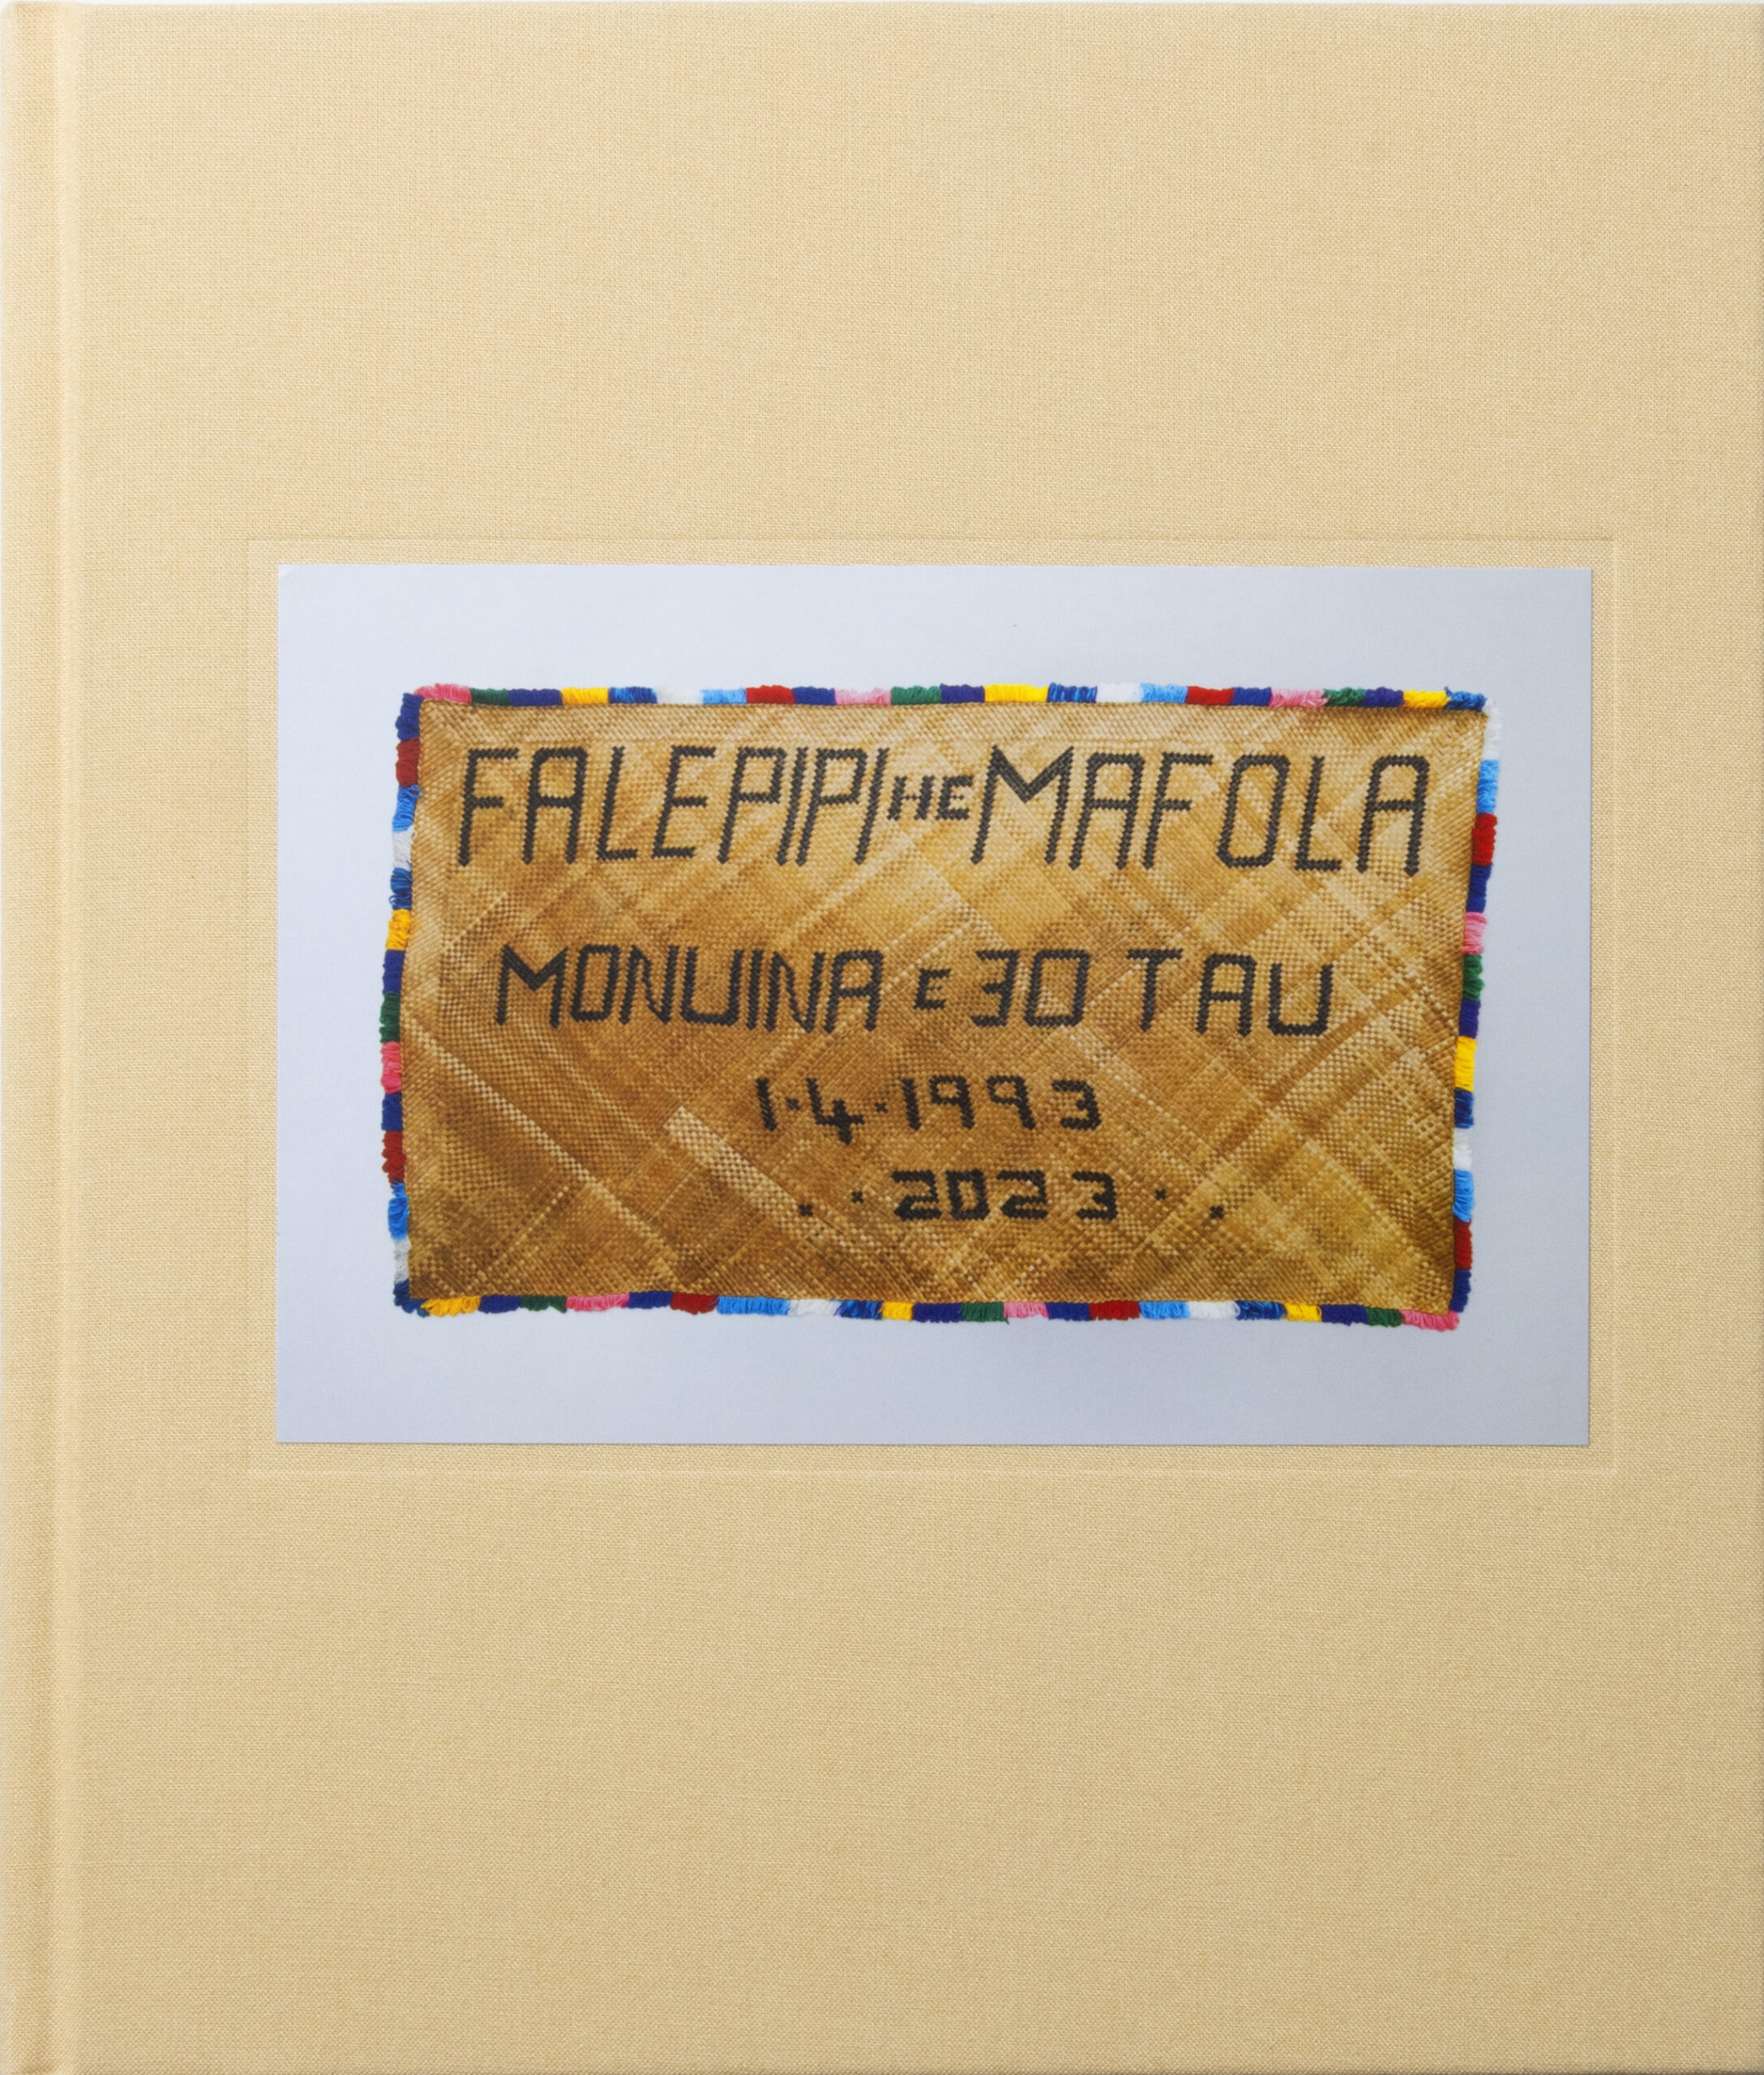 FALEPIPI HE MAFOLA
MONUINA E 30 TAU
1·4·1993
. · 2023 · .